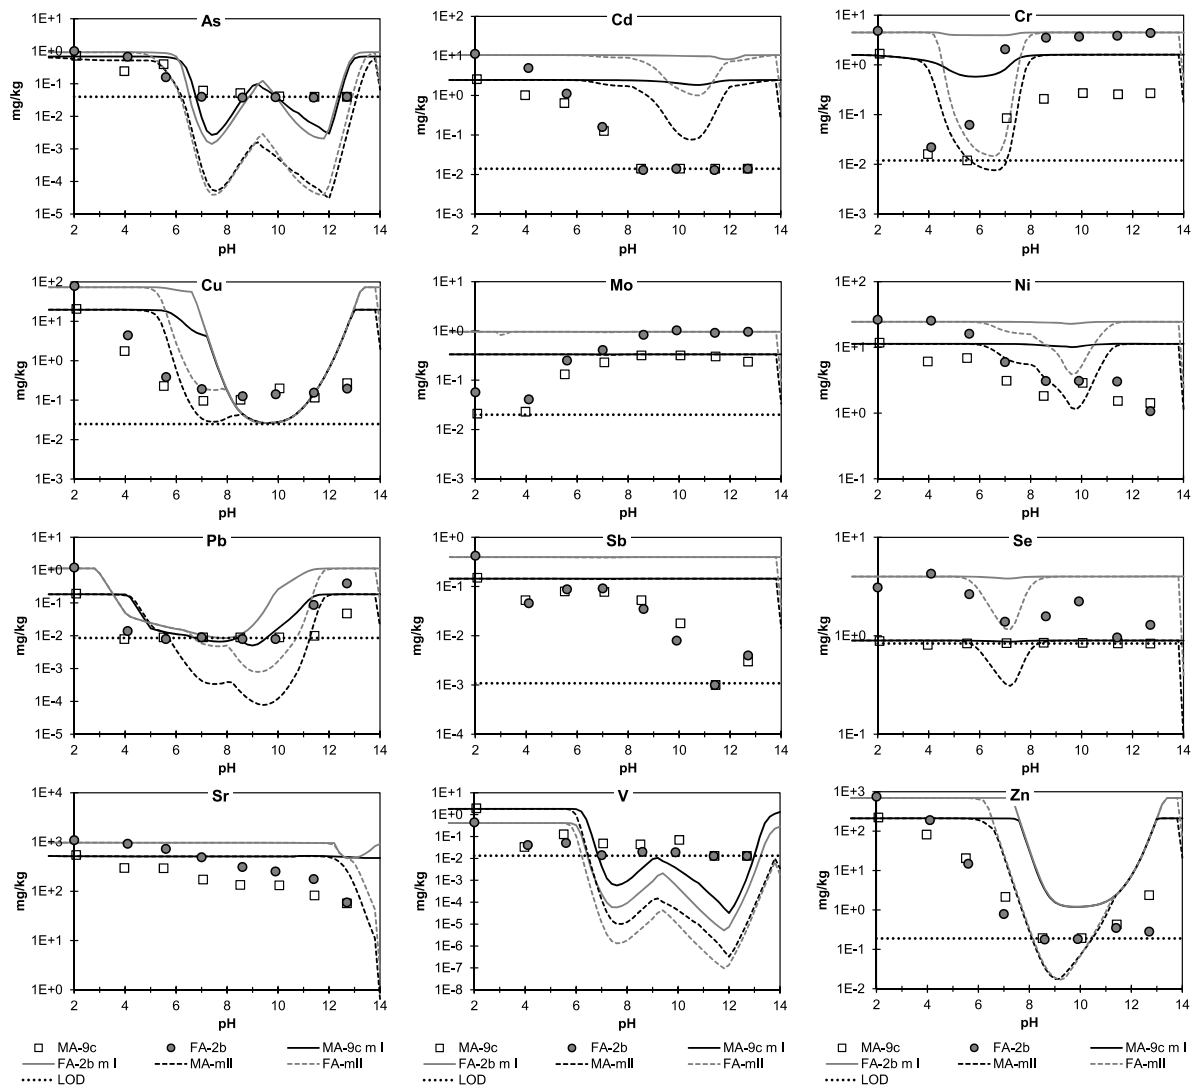 As
mg/kg
1E+1
1E+0
1E-1
1E-2
1E-3
1E-4
1E-5
2 4 6 8 10 12 14
pH
Cd
mg/kg
1E+2
1E+1
1E+0
1E-1
1E-2
1E-3
2 4 6 8 10 12 14
pH
Cr
mg/kg
1E+1
1E+0
1E-1
1E-2
1E-3
2 4 6 8 10 12 14
pH
Cu
mg/kg
1E+2
1E+1
1E+0
1E-1
1E-2
1E-3
2 4 6 8 10 12 14
pH
Mo
mg/kg
1E+1
1E+0
1E-1
1E-2
1E-3
2 4 6 8 10 12 14
pH
Ni
mg/kg
1E+2
1E+1
1E+0
1E-1
2 4 6 8 10 12 14
pH
Pb
mg/kg
1E+1
1E+0
1E-1
1E-2
1E-3
1E-4
1E-5
2 4 6 8 10 12 14
pH
Sb
mg/kg
1E+0
1E-1
1E-2
1E-3
1E-4
2 4 6 8 10 12 14
pH
Se
mg/kg
1E+1
1E+0
1E-1
2 4 6 8 10 12 14
pH
Sr
mg/kg
1E+4
1E+3
1E+2
1E+1
1E+0
2 4 6 8 10 12 14
pH
V
mg/kg
1E+1
1E+0
1E-1
1E-2
1E-3
1E-4
1E-5
1E-6
1E-7
1E-8
2 4 6 8 10 12 14
pH
Zn
mg/kg
1E+3
1E+2
1E+1
1E+0
1E-1
1E-2
2 4 6 8 10 12 14
pH
MA-9c FA-2b MA-9c m I
FA-2b m I MA-mII FA-mII
LOD
MA-9c FA-2b MA-9c m I
FA-2b m I MA-mII FA-mII
LOD
MA-9c FA-2b MA-9c m I
FA-2b m I MA-mII FA-mII
LOD